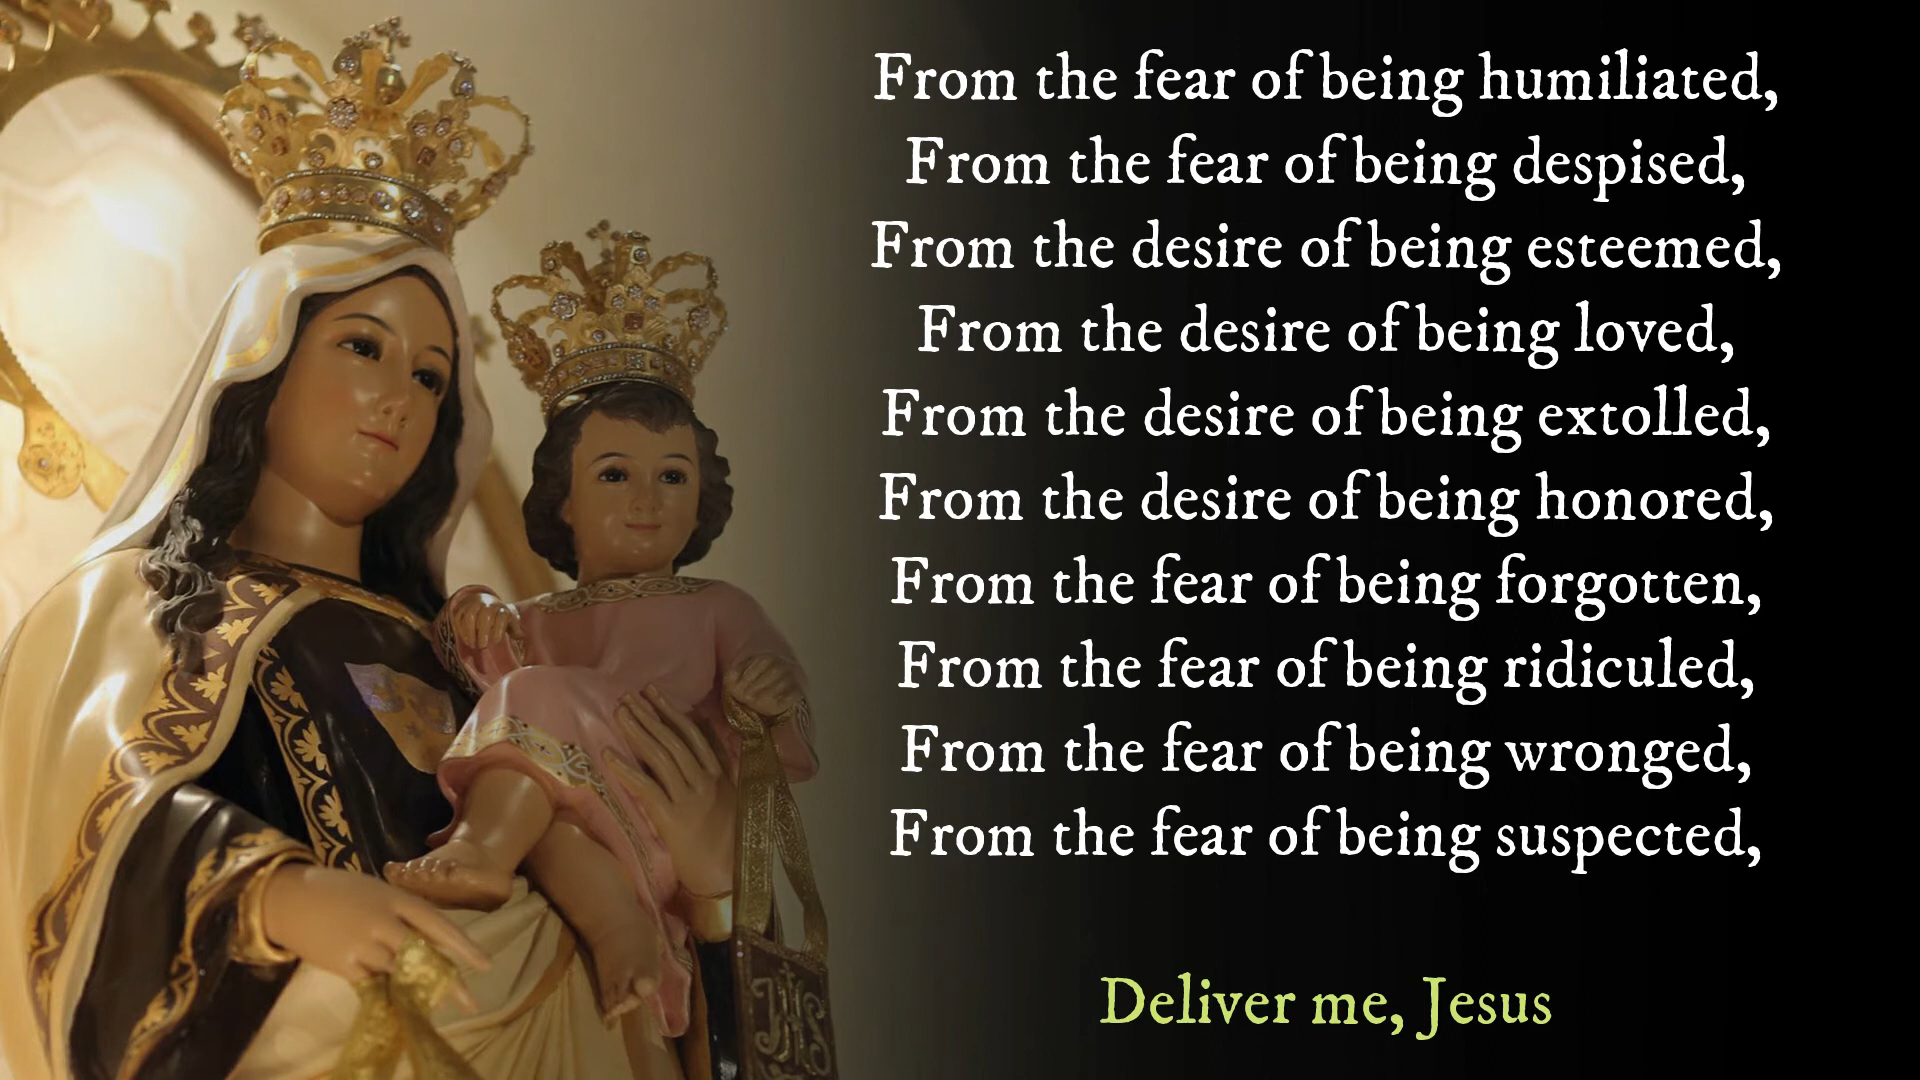 From the fear of being humiliated,
From the fear of being despised,
From the desire of being esteemed,
From the desire of being loved,
From the desire of being extolled,
From the desire of being honored,
From the fear of being forgotten,
From the fear of being ridiculed,
From the fear of being wronged,
From the fear of being suspected,
Deliver me, Jesus
JHS